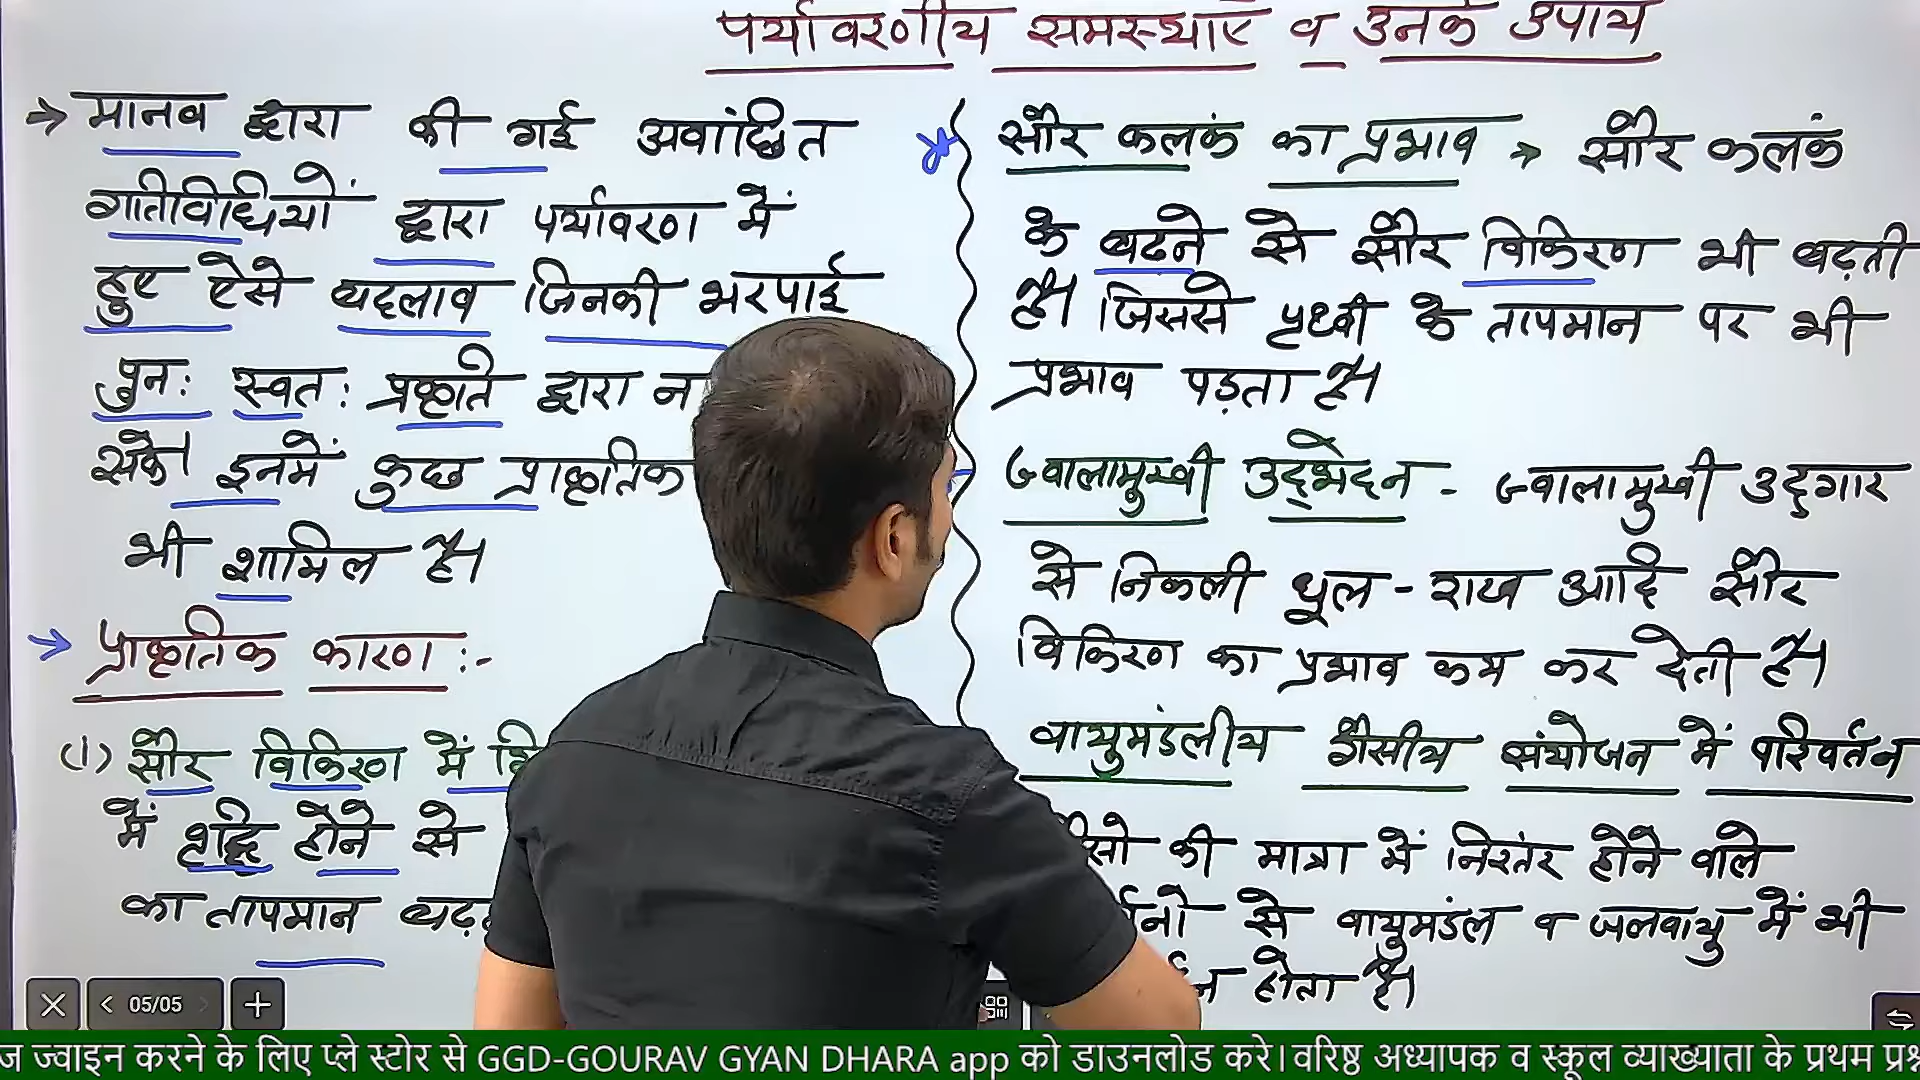 पर्यावरणीय समस्याऐं व उनके उपाय
→ मानव द्वारा की गई अवांछित
गतिविधियों द्वारा पर्यावरण में
हुए ऐसे बदलाव जिनकी भरपाई
पुनः स्वतः प्रकृति द्वारा
सके। इनमें कुछ प्राकृतिक
भी शामिल है।
→ प्राकृतिक कारण :-
(1) सौर विकिरण में
में वृद्धि होने से
का तापमान
सौर कलंक का प्रभाव → सौर कलंक
के बढने से सौर विकिरण भी बढ़ती
है। जिससे पृथ्वी के तापमान पर भी
प्रभाव पड़ता है।
ज्वालामुखी उद्भेदन - ज्वालामुखी उद्गार
से निकली धूल - राख आदि सौर
विकिरण का प्रभाव कम कर देती है।
वायुमंडलीय गैसीय संयोजन में परिवर्तन
की मात्रा में निरंतर होने वाले
से वायुमंडल व जलवायु में भी
होता है।
05/05
ज्वाइन करने के लिए प्ले स्टोर से GGD-GOURAV GYAN DHARA app को डाउनलोड करे। वरिष्ठ अध्यापक व स्कूल व्याख्याता के प्रथम